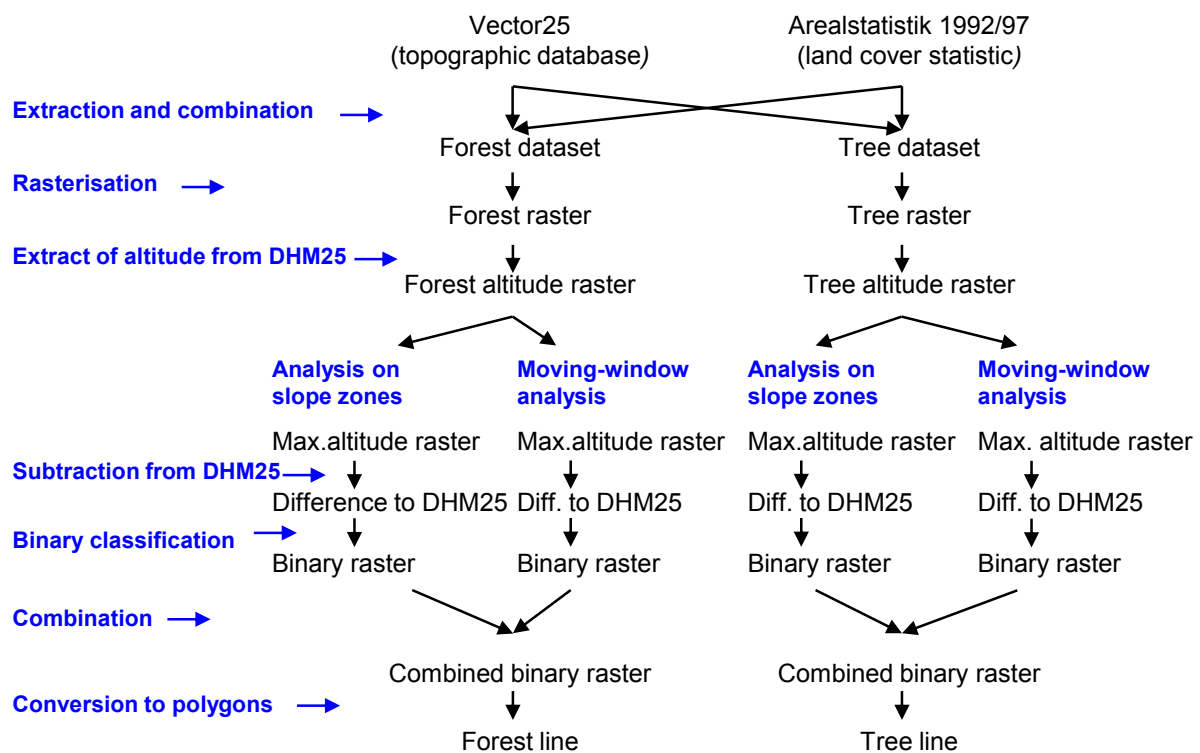 Vector25
(topographic database)
Arealstatistik 1992/97
(land cover statistic)
Extraction and combination
Forest dataset
Tree dataset
Rasterisation
Forest raster
Tree raster
Extract of altitude from DHM25
Forest altitude raster
Tree altitude raster
Analysis on
slope zones
Moving-window
analysis
Analysis on
slope zones
Moving-window
analysis
Max.altitude raster
Max.altitude raster
Max.altitude raster
Max. altitude raster
Subtraction from DHM25
Difference to DHM25
Diff. to DHM25
Diff. to DHM25
Diff. to DHM25
Binary classification
Binary raster
Binary raster
Binary raster
Binary raster
Combination
Combined binary raster
Combined binary raster
Conversion to polygons
Forest line
Tree line